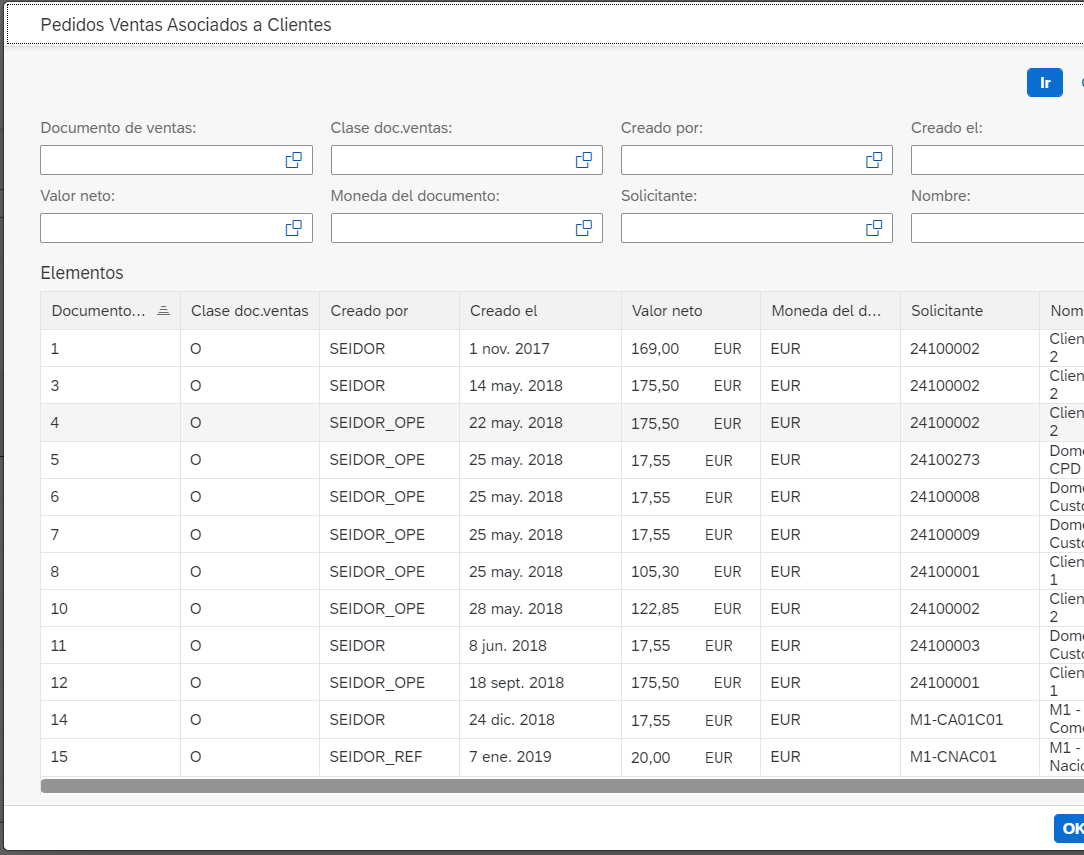 Pedidos Ventas Asociados a Clientes
Ir
Documento de ventas: Clase doc.ventas: Creado por: Creado el:
Valor neto: Moneda del documento: Solicitante: Nombre:
Elementos
Documento... Clase doc.ventas Creado por Creado el Valor neto Moneda del d... Solicitante Nom
1 O SEIDOR 1 nov. 2017 169,00 EUR EUR 24100002 Clien
2
3 O SEIDOR 14 may. 2018 175,50 EUR EUR 24100002 Clien
2
4 O SEIDOR_OPE 22 may. 2018 175,50 EUR EUR 24100002 Clien
2
5 O SEIDOR_OPE 25 may. 2018 17,55 EUR EUR 24100273 Dome
CPD
6 O SEIDOR_OPE 25 may. 2018 17,55 EUR EUR 24100008 Dome
Custo
7 O SEIDOR_OPE 25 may. 2018 17,55 EUR EUR 24100009 Dome
Custo
8 O SEIDOR_OPE 25 may. 2018 105,30 EUR EUR 24100001 Clien
1
10 O SEIDOR_OPE 28 may. 2018 122,85 EUR EUR 24100002 Clien
2
11 O SEIDOR 8 jun. 2018 17,55 EUR EUR 24100003 Dome
Custo
12 O SEIDOR_OPE 18 sept. 2018 175,50 EUR EUR 24100001 Clien
1
14 O SEIDOR 24 dic. 2018 17,55 EUR EUR M1-CA01C01 M1 -
Come
15 O SEIDOR_REF 7 ene. 2019 20,00 EUR EUR M1-CNAC01 M1 -
Nacio
OK